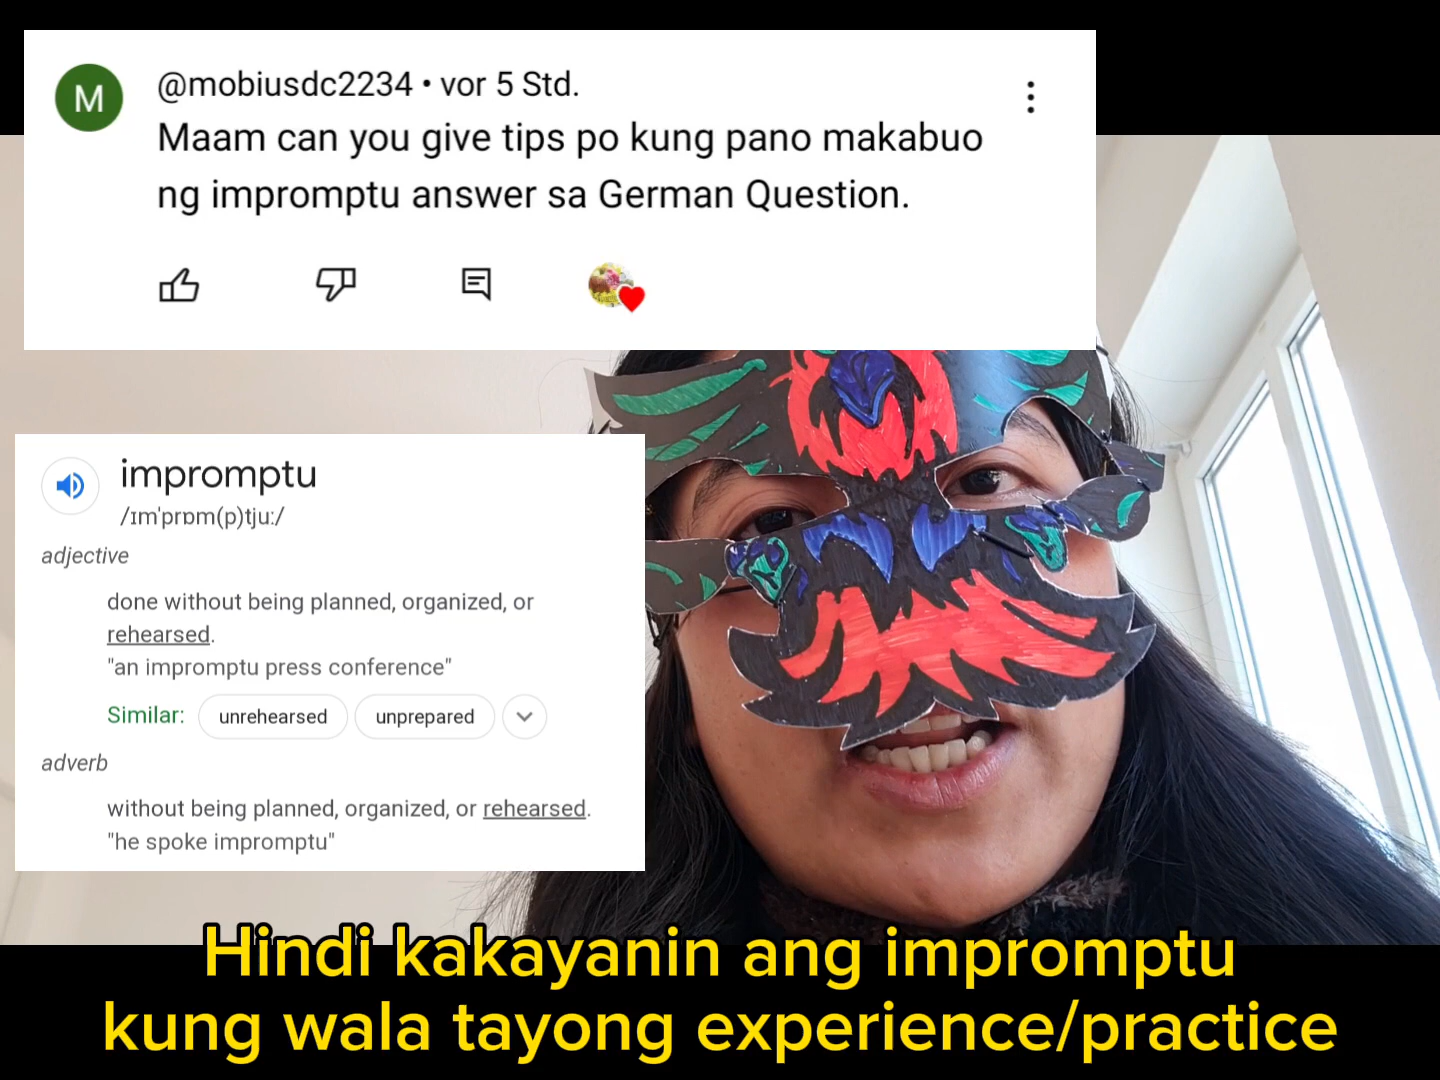 M
@mobiusdc2234 • vor 5 Std.
Maam can you give tips po kung pano makabuo
ng impromptu answer sa German Question.
impromptu
/ɪmˈprɒm(p)tjuː/
adjective
done without being planned, organized, or
rehearsed.
"an impromptu press conference"
Similar: unrehearsed unprepared
adverb
without being planned, organized, or rehearsed.
"he spoke impromptu"
Hindi kakayanin ang impromptu
kung wala tayong experience/practice